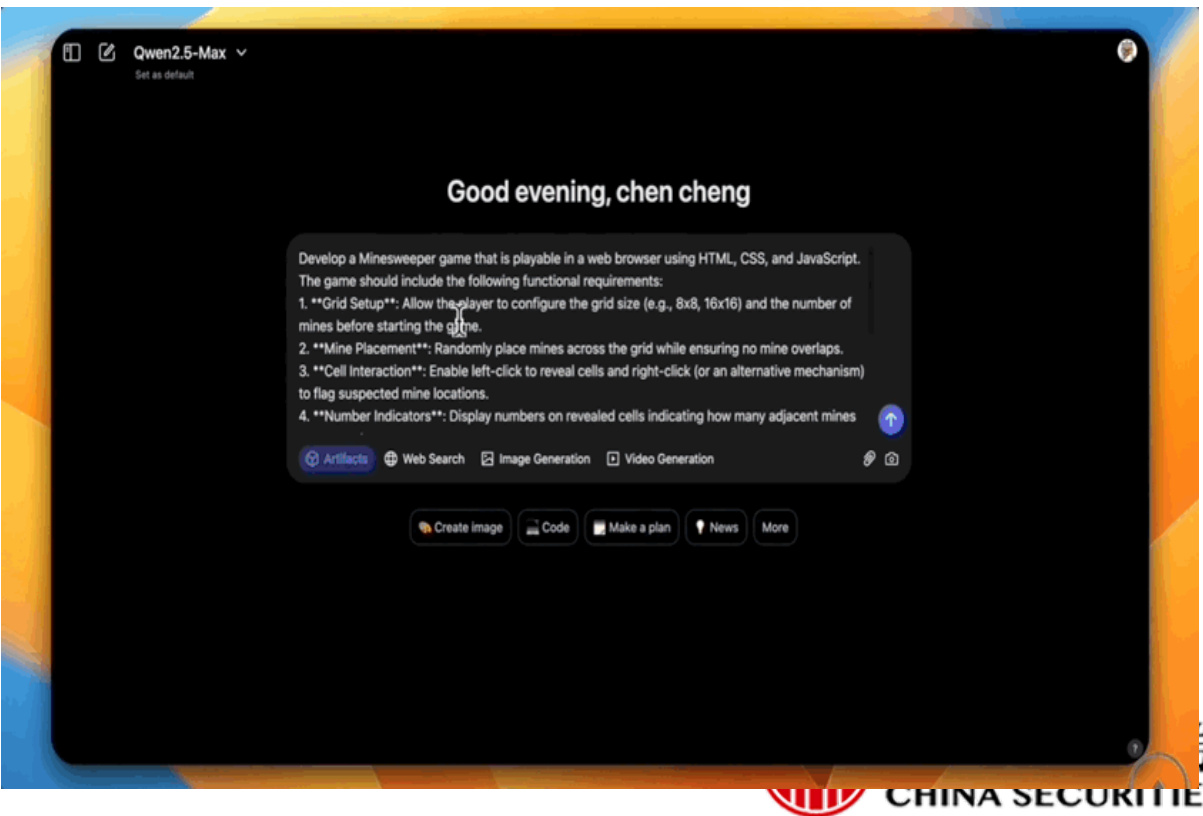 Qwen2.5-Max
Set as default
Good evening, chen cheng
Develop a Minesweeper game that is playable in a web browser using HTML, CSS, and JavaScript.
The game should include the following functional requirements:
1. **Grid Setup**: Allow the player to configure the grid size (e.g., 8x8, 16x16) and the number of
mines before starting the game.
2. **Mine Placement**: Randomly place mines across the grid while ensuring no mine overlaps.
3. **Cell Interaction**: Enable left-click to reveal cells and right-click (or an alternative mechanism)
to flag suspected mine locations.
4. **Number Indicators**: Display numbers on revealed cells indicating how many adjacent mines
Artifacts Web Search Image Generation Video Generation
Create image Code Make a plan News More
?
CHINA SECURITIE